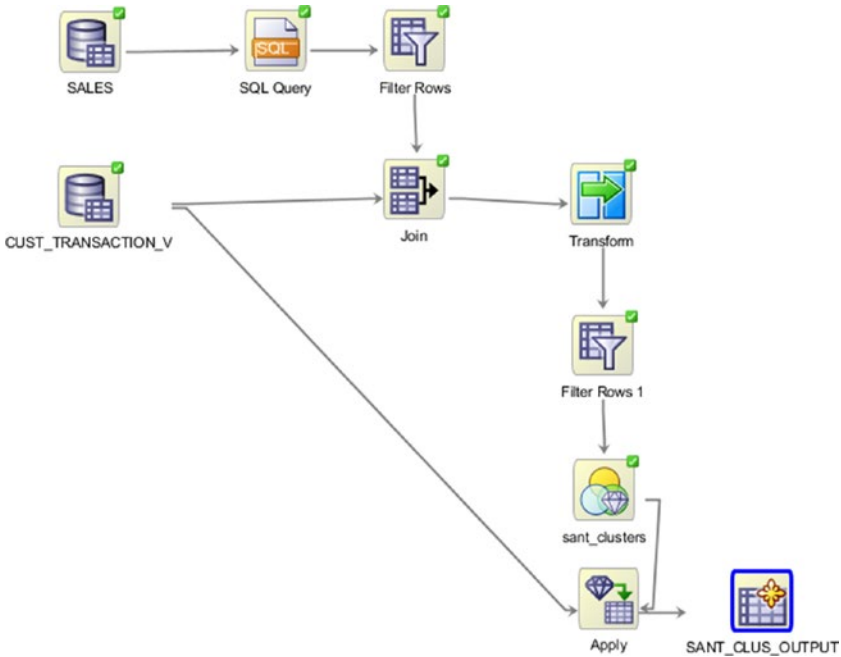 SALES
SQL
SQL Query
Filter Rows
CUST_TRANSACTION_V
Join
Transform
Filter Rows 1
sant_clusters
Apply
SANT_CLUS_OUTPUT